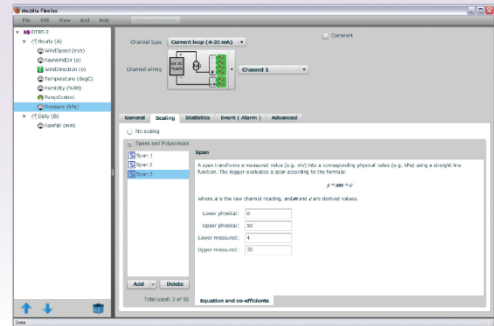 Mozilla Firefox
File Edit View Add Help
DT85-2
Hourly (A)
WindSpeed (m/s)
RawWindDir (o)
WindDirection (o)
Temperature (degC)
Humidity (%RH)
PumpControl
Pressure (kPa)
Daily (B)
Rainfall (mm)
Channel type
Current loop (4-20 mA)
Comment
Channel wiring
Channel 1
General Scaling Statistics Event ( Alarm ) Advanced
No scaling
Spans and Polynomials
Span 1
Span 2
Span 3
Span
A span transforms a measured value (e.g. mV) into a corresponding physical value (e.g. kPa) using a straight line
function. The logger evaluates a span according to the formula:
where x is a the raw channel reading, and m and c are derived values.
Lower physical: 0
Upper physical: 50
Lower measured: 4
Upper measured: 20
Add Delete
Total used: 3 of 50
Equation and co-efficients
Done